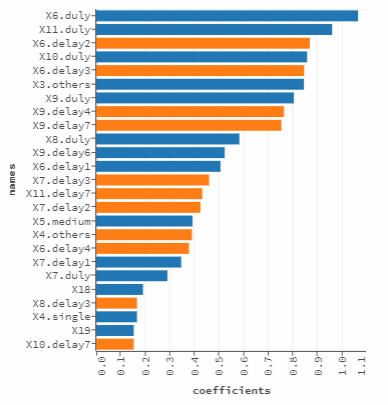 X6.duly
X11.duly
X6.delay2
X10.duly
X6.delay3
X3.others
X9.duly
X9.delay4
X9.delay7
X8.duly
X9.delay6
X6.delay1
X7.delay3
X11.delay7
X7.delay2
X5.medium
X4.others
X6.delay4
X7.delay1
X7.duly
X18
X8.delay3
X4.single
X19
X10.delay7
names
0.0
0.1
0.2
0.3
0.4
0.5
0.6
0.7
0.8
0.9
1.0
1.1
coefficients